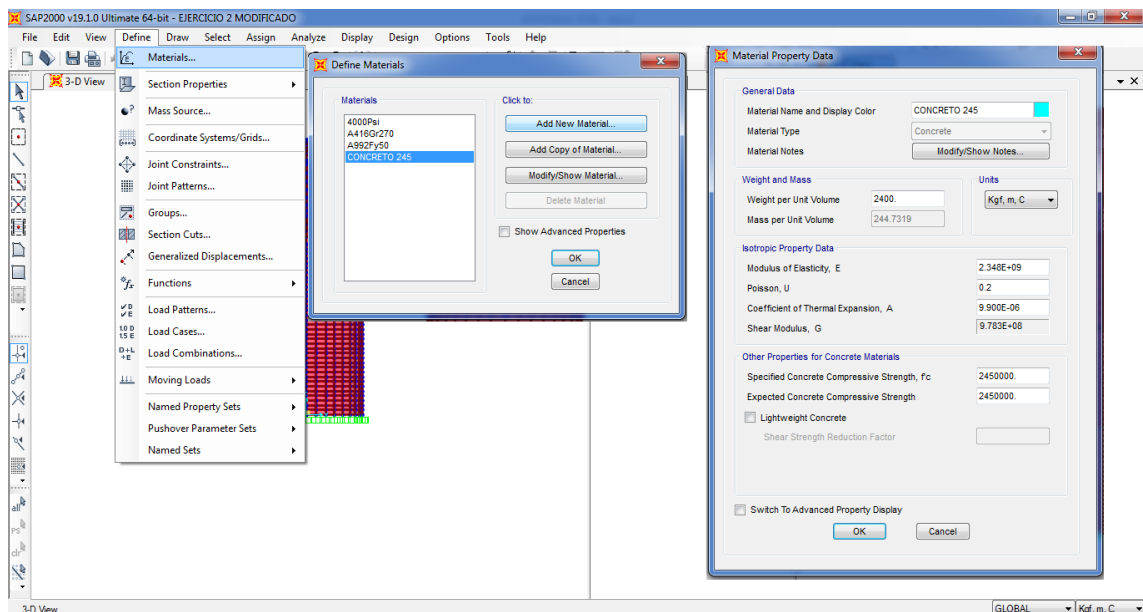 SAP2000 v19.1.0 Ultimate 64-bit - EJERCICIO 2 MODIFICADO
File Edit View Define Draw Select Assign Analyze Display Design Options Tools Help
3-D View
Materials...
Section Properties
Mass Source...
Coordinate Systems/Grids...
Joint Constraints...
Joint Patterns...
Groups...
Section Cuts...
Generalized Displacements...
Functions
Load Patterns...
Load Cases...
Load Combinations...
Moving Loads
Named Property Sets
Pushover Parameter Sets
Named Sets
Define Materials
Materials
4000Psi
A416Gr270
A992Fy50
CONCRETO 245
Click to:
Add New Material...
Add Copy of Material...
Modify/Show Material...
Delete Material
Show Advanced Properties
OK
Cancel
Material Property Data
General Data
Material Name and Display Color CONCRETO 245
Material Type Concrete
Material Notes Modify/Show Notes...
Weight and Mass
Weight per Unit Volume 2400.
Mass per Unit Volume 244.7319
Units
Kgf, m, C
Isotropic Property Data
Modulus of Elasticity, E 2.348E+09
Poisson, U 0.2
Coefficient of Thermal Expansion, A 9.900E-06
Shear Modulus, G 9.783E+08
Other Properties for Concrete Materials
Specified Concrete Compressive Strength, f'c 2450000.
Expected Concrete Compressive Strength 2450000.
Lightweight Concrete
Shear Strength Reduction Factor
Switch To Advanced Property Display
OK Cancel
all
ps
clr
3-D View
GLOBAL Kgf, m, C